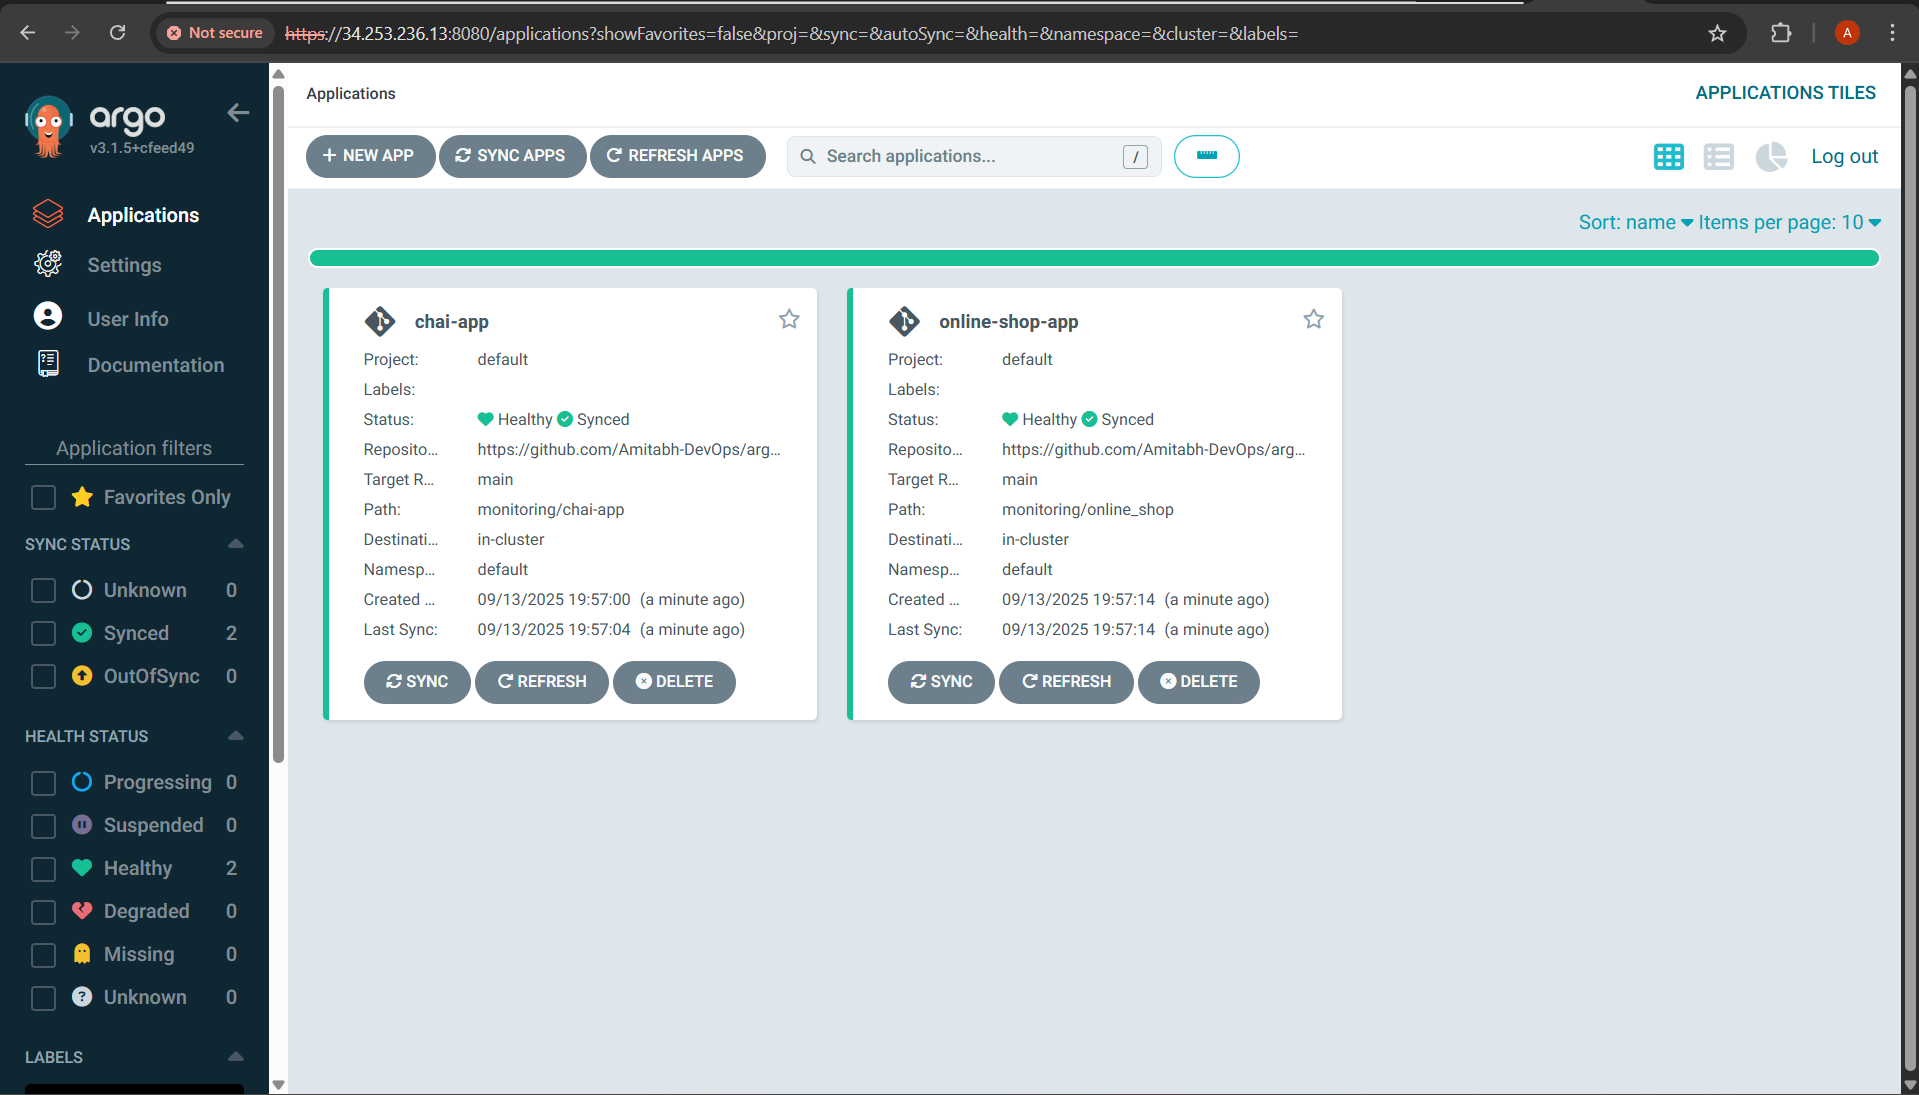 Not secure https://34.253.236.13:8080/applications?showFavorites=false&proj=&sync=&autoSync=&health=&namespace=&cluster=&labels= A
argo
v3.1.5+cfeed49
Applications
Settings
User Info
Documentation
Application filters
Favorites Only
SYNC STATUS
Unknown 0
Synced 2
OutOfSync 0
HEALTH STATUS
Progressing 0
Suspended 0
Healthy 2
Degraded 0
Missing 0
Unknown 0
LABELS
Applications APPLICATIONS TILES
+ NEW APP SYNC APPS REFRESH APPS Search applications... / Log out
Sort: name Items per page: 10
chai-app
Project: default
Labels:
Status: Healthy Synced
Reposito... https://github.com/Amitabh-DevOps/arg...
Target R... main
Path: monitoring/chai-app
Destinati... in-cluster
Namesp... default
Created ... 09/13/2025 19:57:00 (a minute ago)
Last Sync: 09/13/2025 19:57:04 (a minute ago)
SYNC REFRESH DELETE
online-shop-app
Project: default
Labels:
Status: Healthy Synced
Reposito... https://github.com/Amitabh-DevOps/arg...
Target R... main
Path: monitoring/online_shop
Destinati... in-cluster
Namesp... default
Created ... 09/13/2025 19:57:14 (a minute ago)
Last Sync: 09/13/2025 19:57:14 (a minute ago)
SYNC REFRESH DELETE